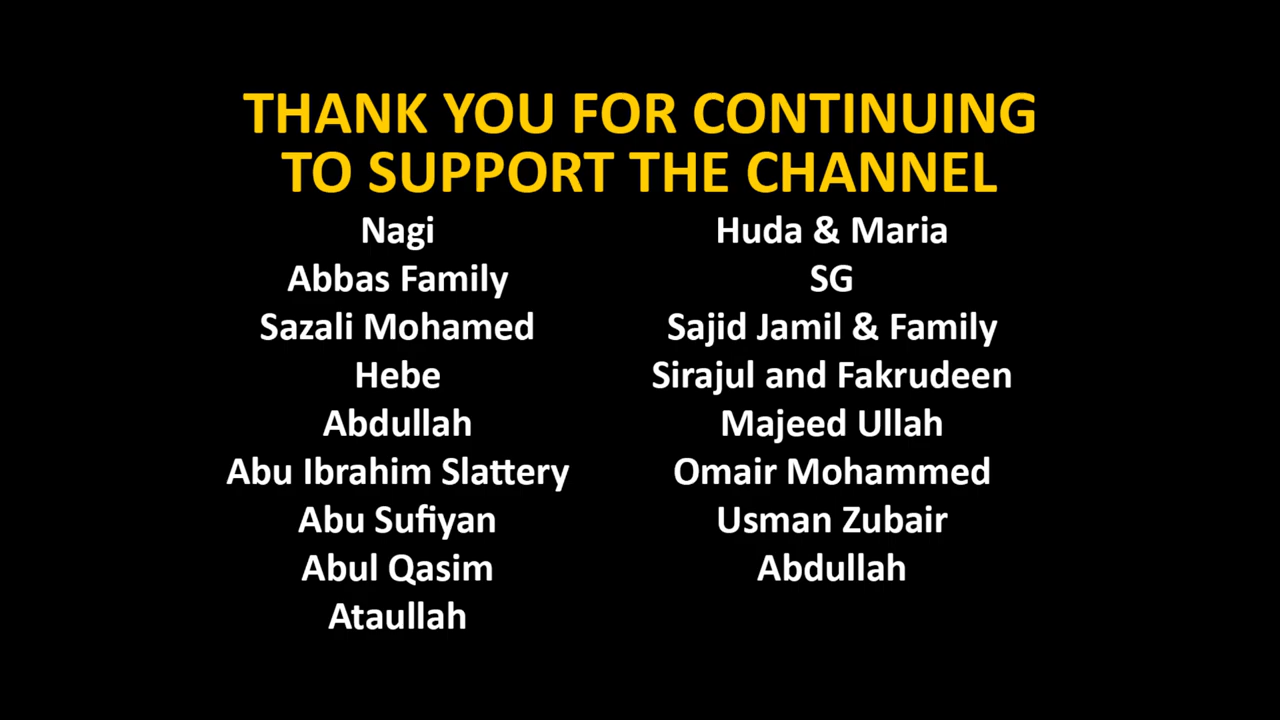 THANK YOU FOR CONTINUING
TO SUPPORT THE CHANNEL
Nagi
Abbas Family
Sazali Mohamed
Hebe
Abdullah
Abu Ibrahim Slattery
Abu Sufiyan
Abul Qasim
Ataullah
Huda & Maria
SG
Sajid Jamil & Family
Sirajul and Fakrudeen
Majeed Ullah
Omair Mohammed
Usman Zubair
Abdullah